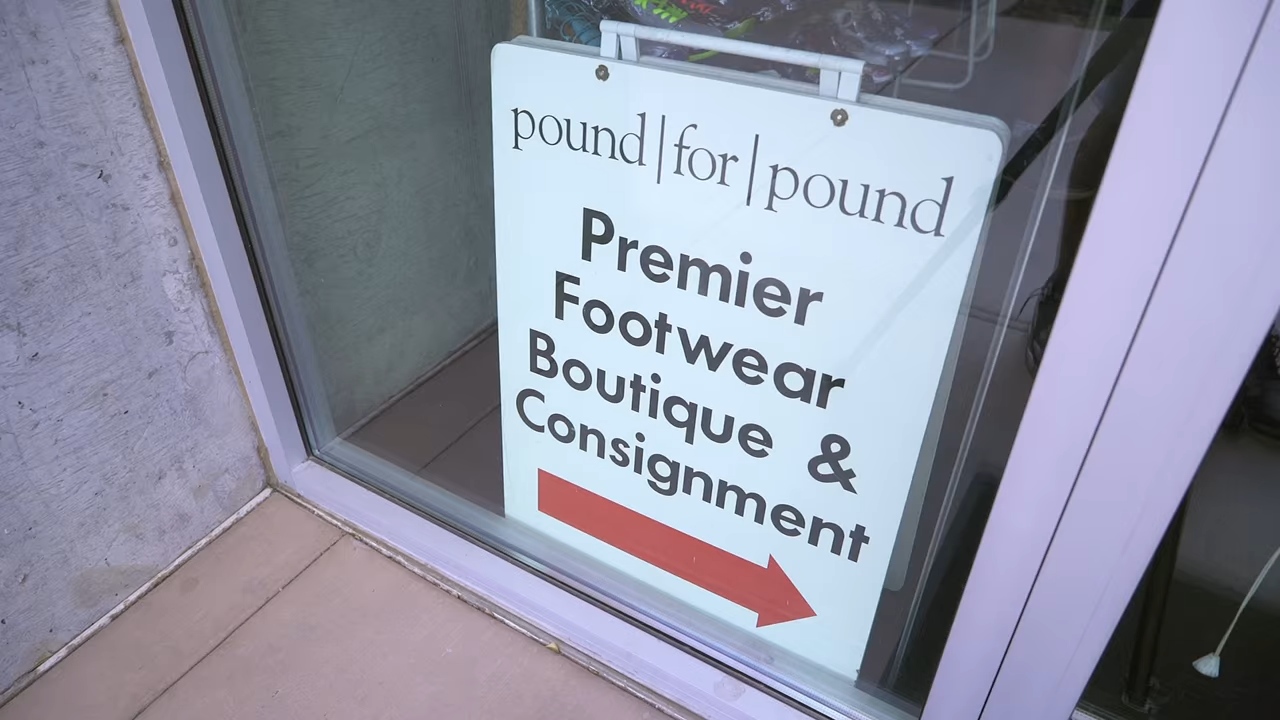 pound|for|pound
Premier
Footwear
Boutique &
Consignment